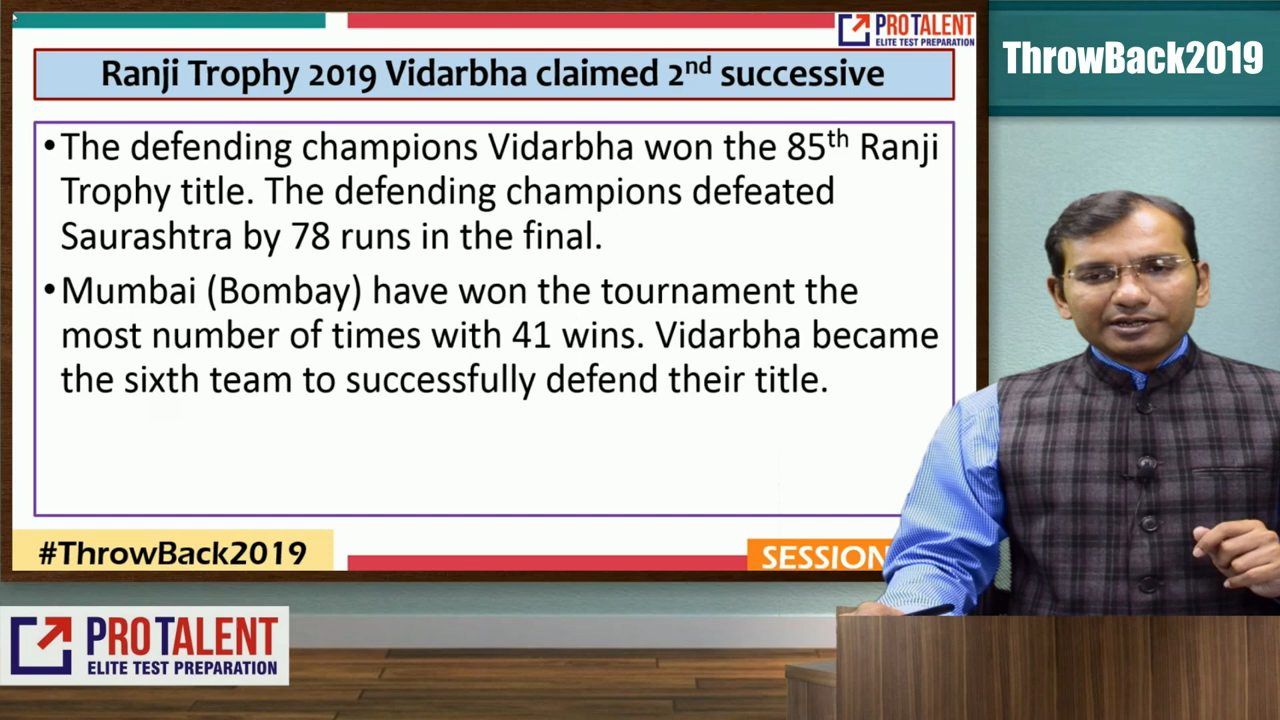 PROTALENT
ELITE TEST PREPARATION
ThrowBack2019
Ranji Trophy 2019 Vidarbha claimed 2nd successive
•The defending champions Vidarbha won the 85th Ranji
Trophy title. The defending champions defeated
Saurashtra by 78 runs in the final.
•Mumbai (Bombay) have won the tournament the
most number of times with 41 wins. Vidarbha became
the sixth team to successfully defend their title.
#ThrowBack2019
SESSION
PROTALENT
ELITE TEST PREPARATION